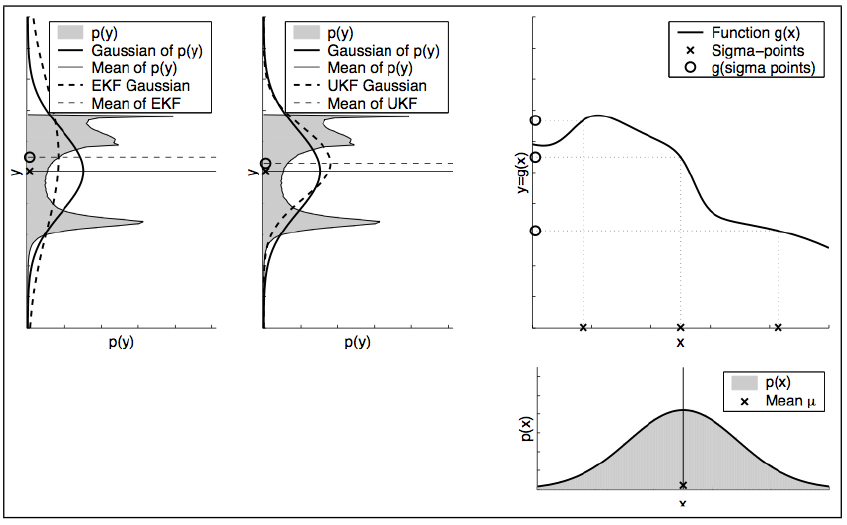 p(y)
Gaussian of p(y)
Mean of p(y)
EKF Gaussian
Mean of EKF
y
p(y)
p(y)
Gaussian of p(y)
Mean of p(y)
UKF Gaussian
Mean of UKF
y
p(y)
Function g(x)
Sigma−points
g(sigma points)
y=g(x)
x
p(x)
Mean μ
p(x)
x